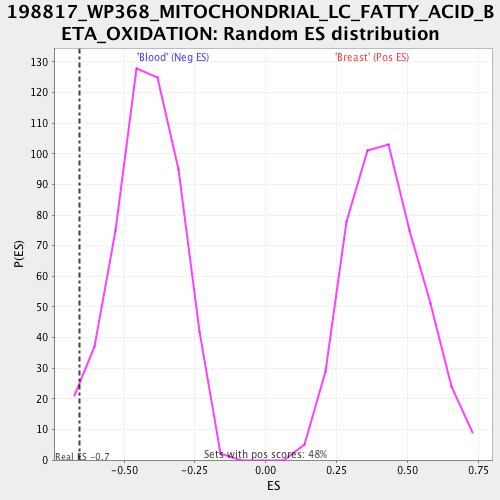 198817_WP368_MITOCHONDRIAL_LC_FATTY_ACID_B
ETA_OXIDATION: Random ES distribution
'Blood' (Neg ES)
'Breast' (Pos ES)
130
120
110
100
90
80
70
60
50
40
30
20
10
0
P(ES)
Real ES -0.7
Sets with pos scores: 48%
-0.50
-0.25
0.00
0.25
0.50
0.75
ES